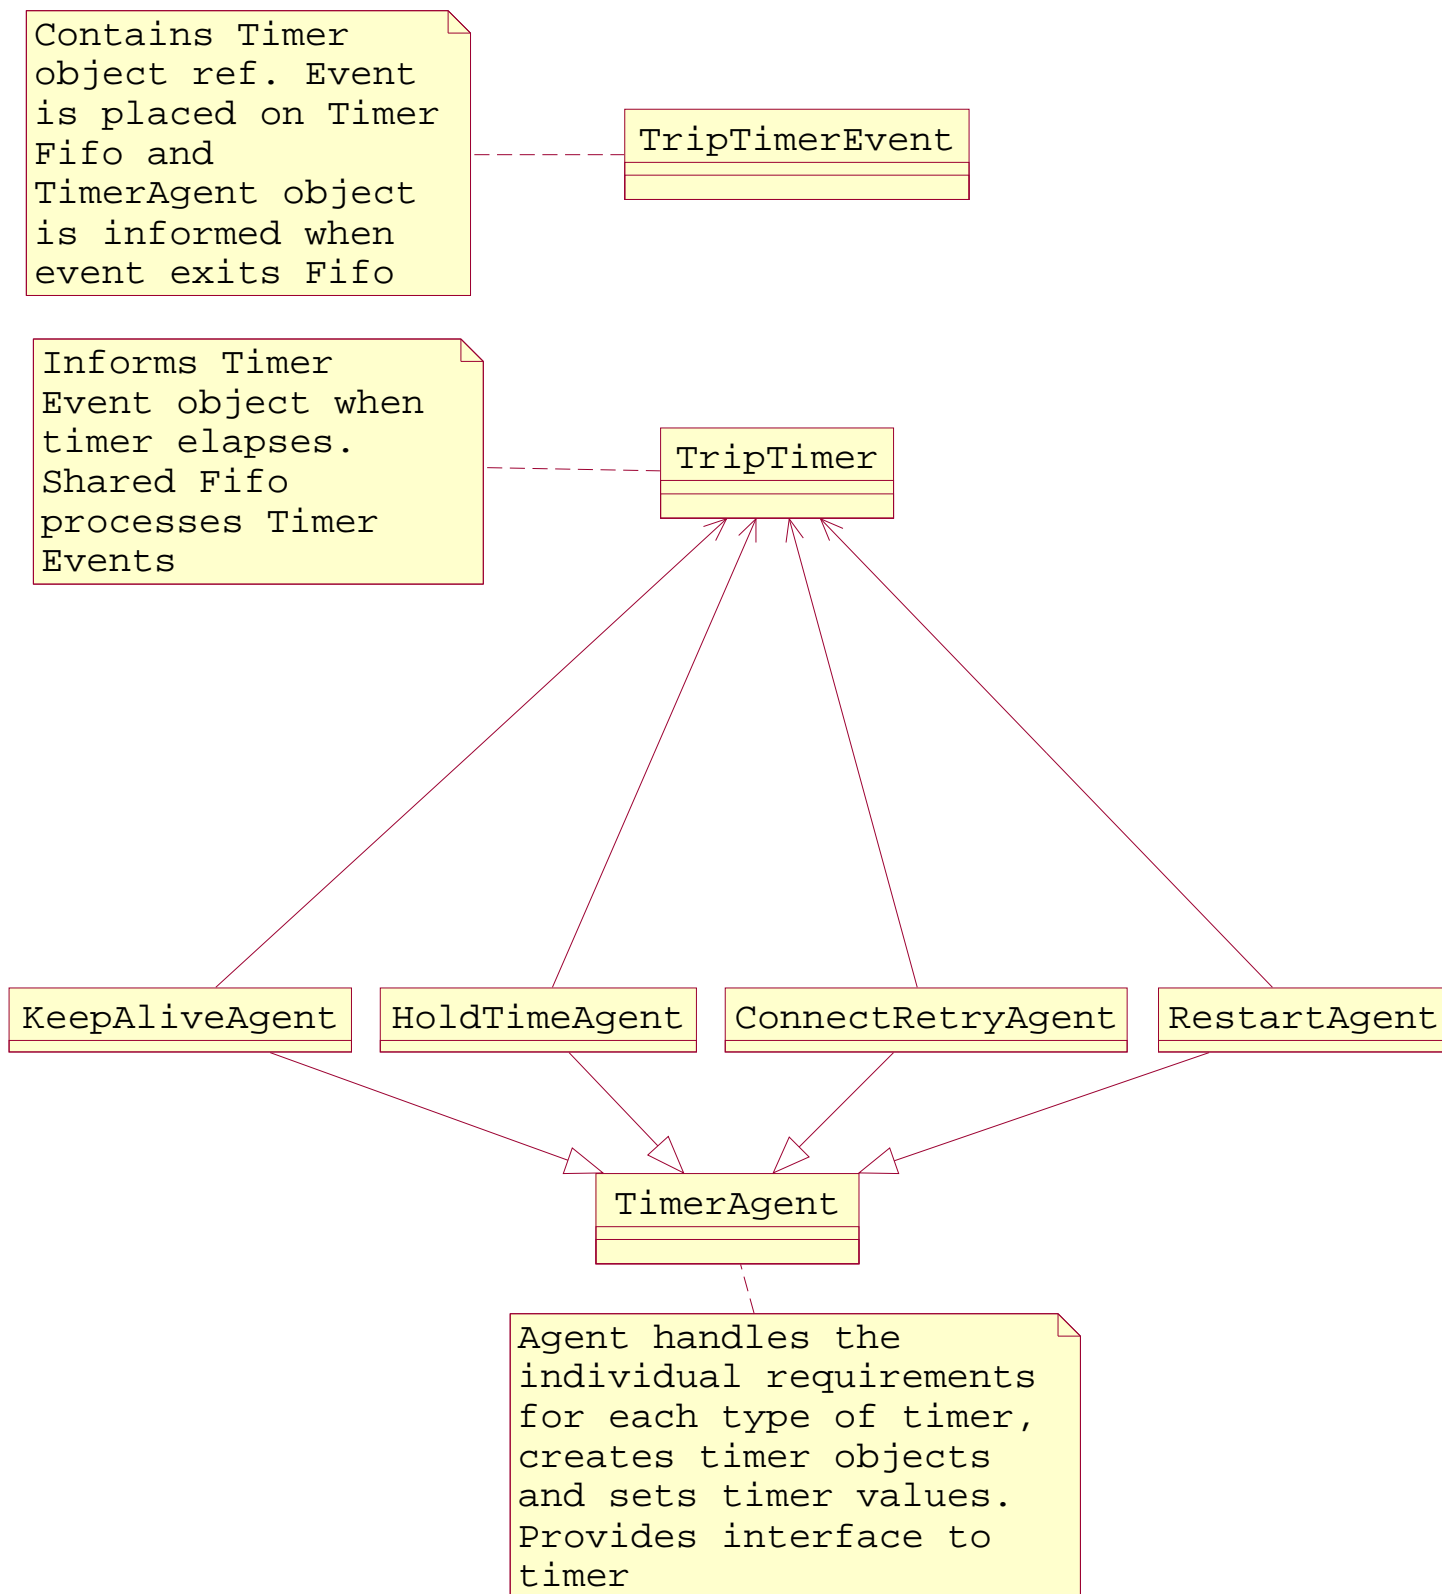 Contains Timer
object ref. Event
is placed on Timer
Fifo and
TimerAgent object
is informed when
event exits Fifo
TripTimerEvent
Informs Timer
Event object when
timer elapses.
Shared Fifo
processes Timer
Events
TripTimer
KeepAliveAgent
HoldTimeAgent
ConnectRetryAgent
RestartAgent
TimerAgent
Agent handles the
individual requirements
for each type of timer,
creates timer objects
and sets timer values.
Provides interface to
timer